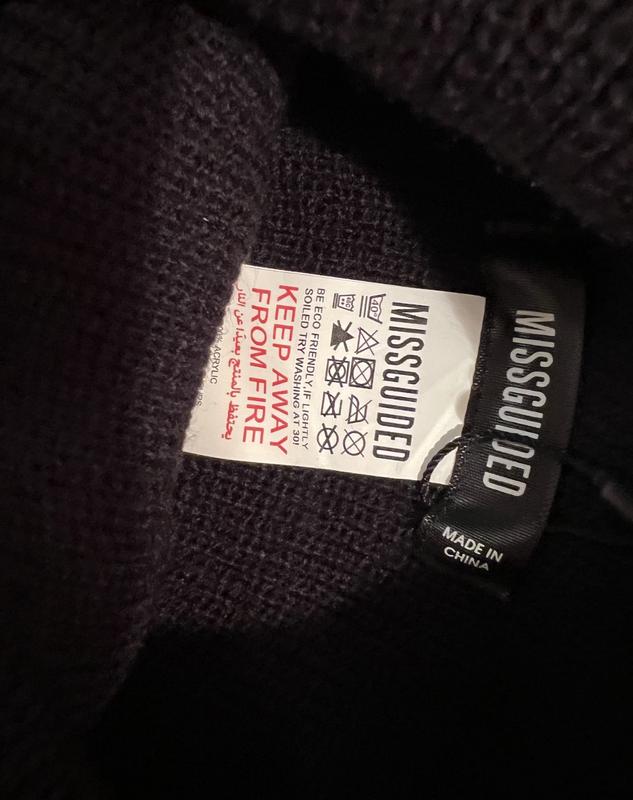 MISSGUIDED
40°
BE ECO FRIENDLY, IF LIGHTLY
SOILED TRY WASHING AT 30!
KEEP AWAY
FROM FIRE
يحتفظ بالمنتج بعيدا عن النار
ACRYLIC
MISSGUIDED
MADE IN
CHINA